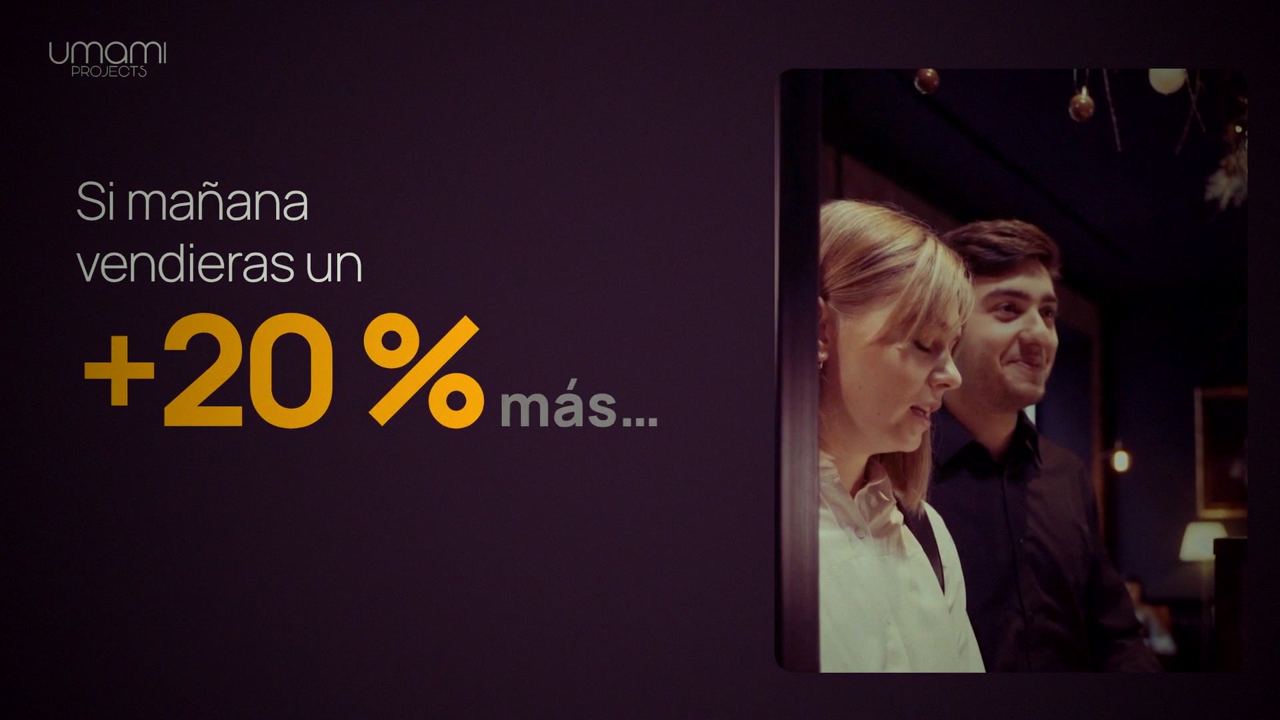 umami
PROJECTS
Si mañana
vendieras un
+20 % más...